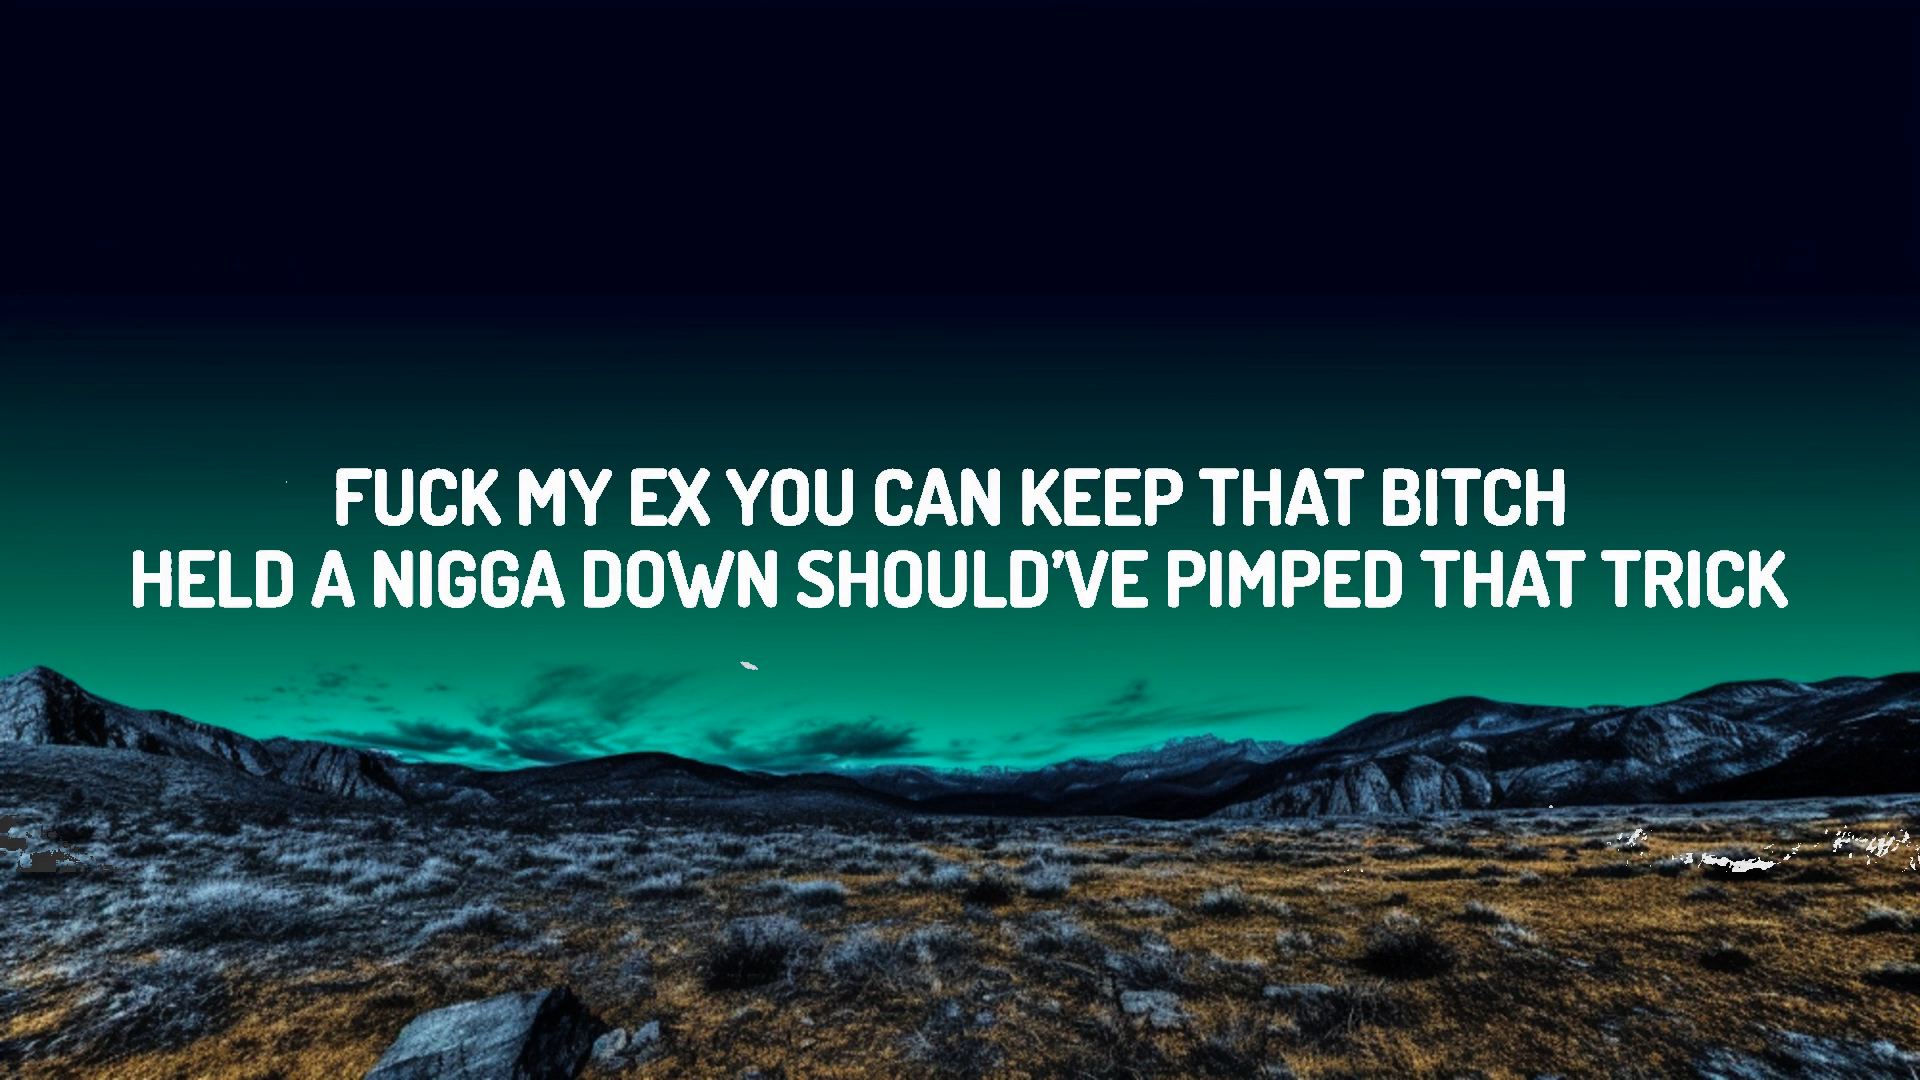 FUCK MY EX YOU CAN KEEP THAT BITCH
HELD A NIGGA DOWN SHOULD'VE PIMPED THAT TRICK